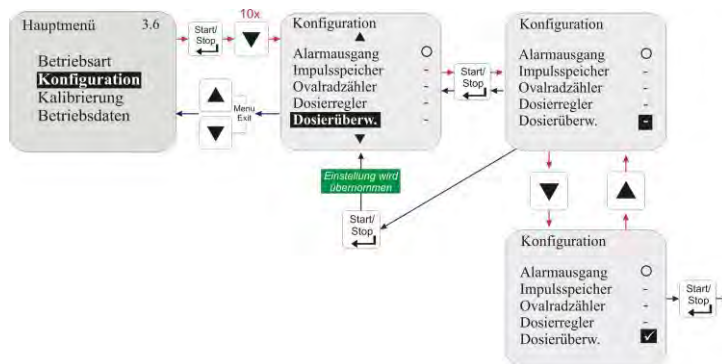 Hauptmenü 3.6
Betriebsart
Konfiguration
Kalibrierung
Betriebsdaten
Start/
Stop
10x
Menu
Exit
Konfiguration
Alarmausgang
Impulsspeicher -
Ovalradzähler -
Dosierregler -
Dosierüberw. -
Start/
Stop
Konfiguration
Alarmausgang
Impulsspeicher -
Ovalradzähler -
Dosierregler -
Dosierüberw. -
Einstellung wird
übernommen
Start/
Stop
Konfiguration
Alarmausgang
Impulsspeicher -
Ovalradzähler -
Dosierregler -
Dosierüberw. ✓
Start/
Stop